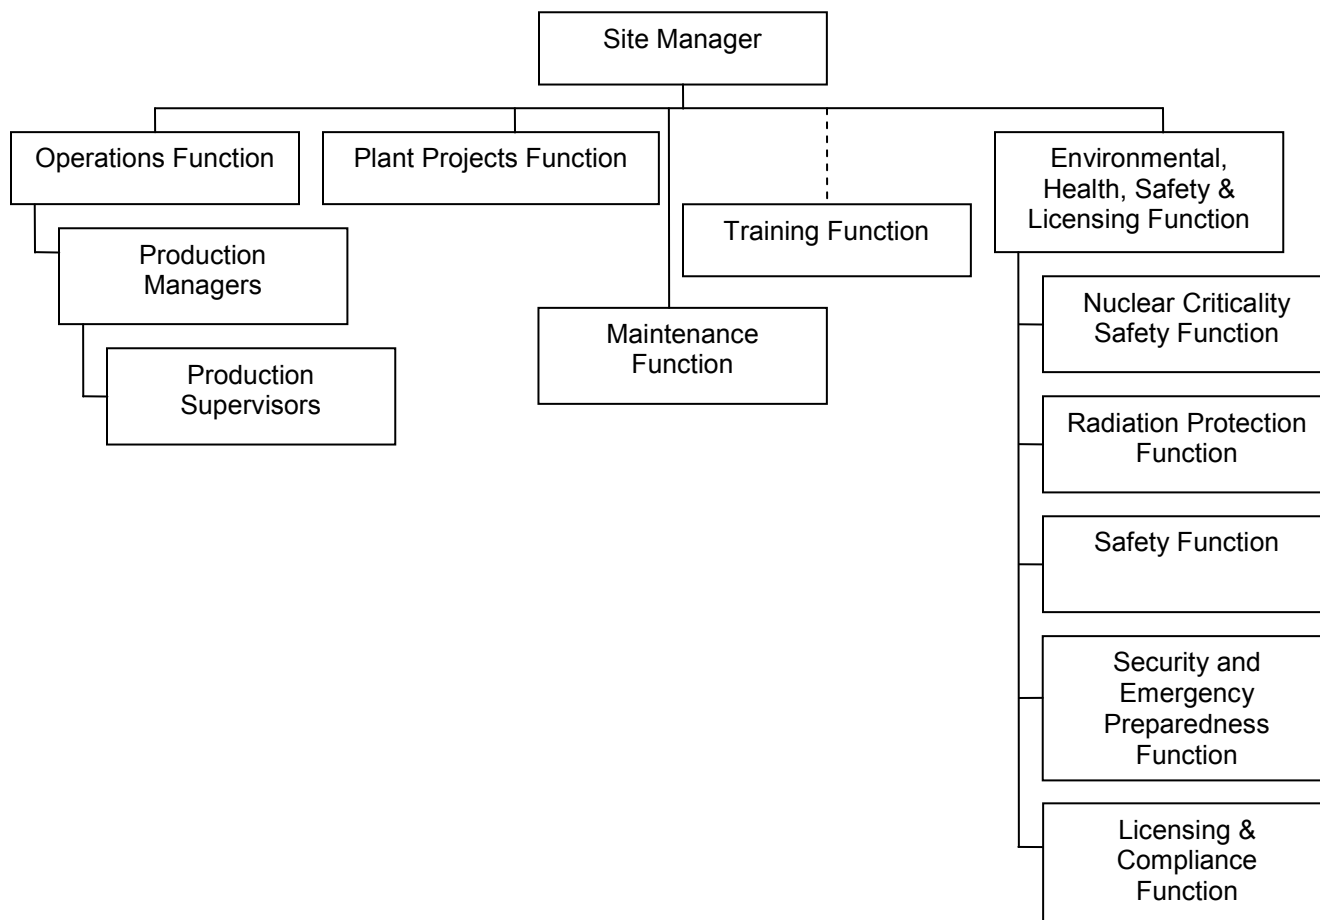 Site Manager
Operations Function
Plant Projects Function
Environmental,
Health, Safety &
Licensing Function
Training Function
Production
Managers
Nuclear Criticality
Safety Function
Maintenance
Function
Production
Supervisors
Radiation Protection
Function
Safety Function
Security and
Emergency
Preparedness
Function
Licensing &
Compliance
Function